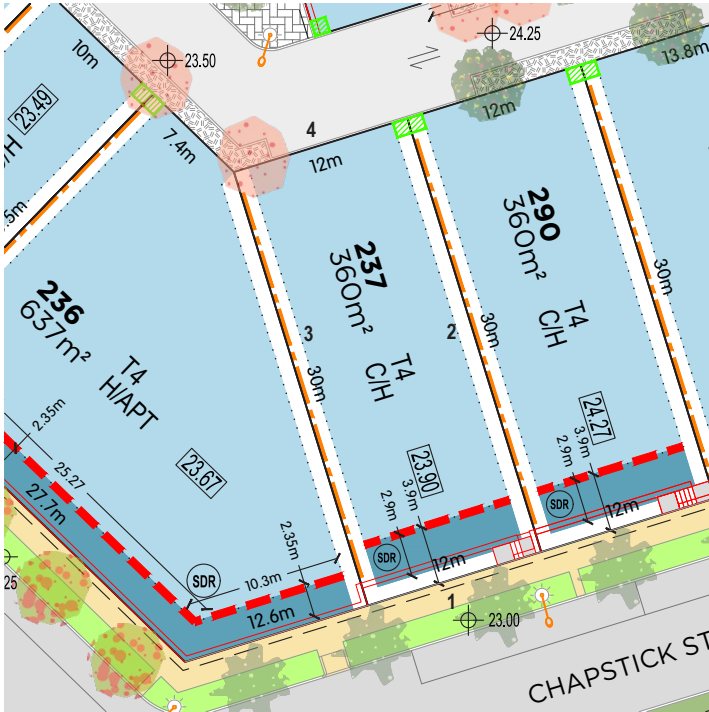 10m
23.50
24.25
13.8m
23.49
/H
7.4m
4
12m
12m
.5m
237
360m²
T4
C/H
290
360m²
T4
C/H
30m
236
637m²
T4
H/APT
3
30m
2
30m
2.35m
25.27
27.7m
23.67
23.90
24.27
2.9m
3.9m
2.9m
3.9m
SDR
SDR
SDR
2.35m
10.3m
12.6m
12m
12m
25
1
23.00
CHAPSTICK ST